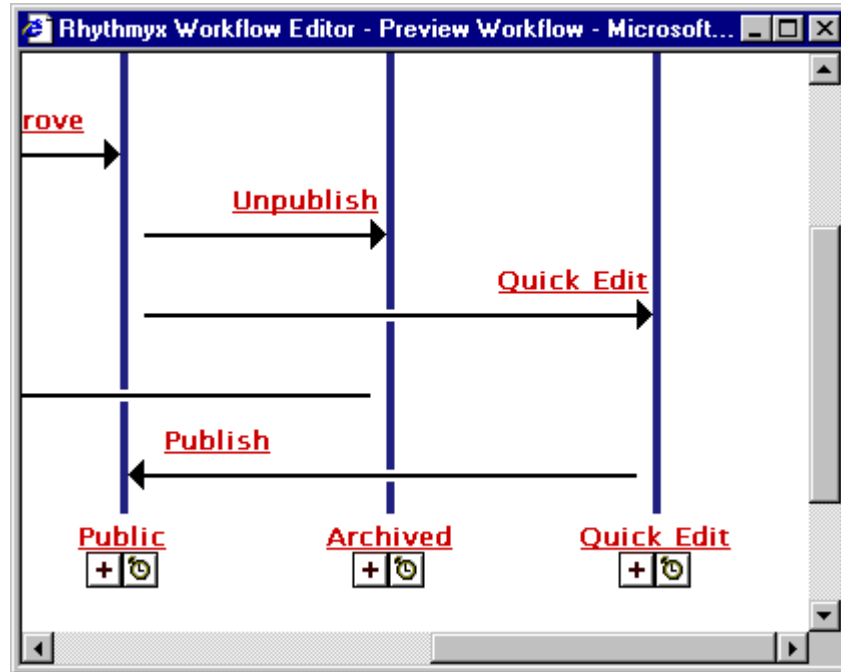 Rhythmyx Workflow Editor - Preview Workflow - Microsoft...
rove
Unpublish
Quick Edit
Publish
Public Archived Quick Edit